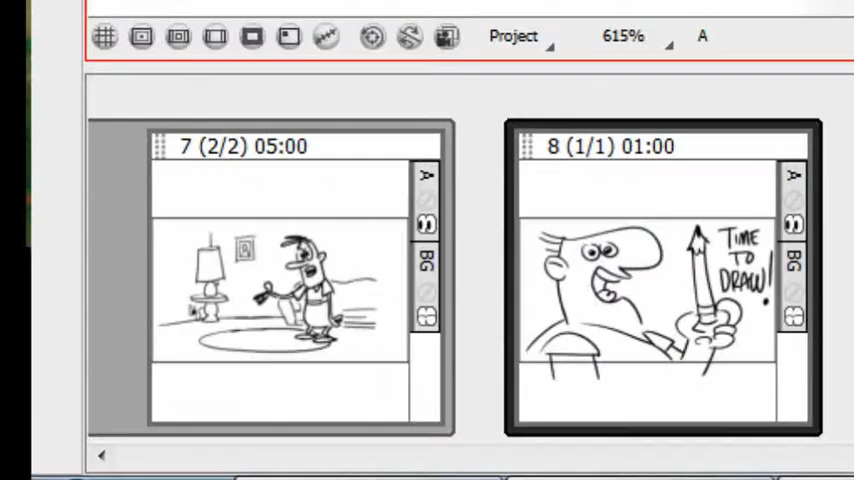 Project 615% A
7 (2/2) 05:00
A
BG
8 (1/1) 01:00
A
BG
TIME
TO
DRAW!